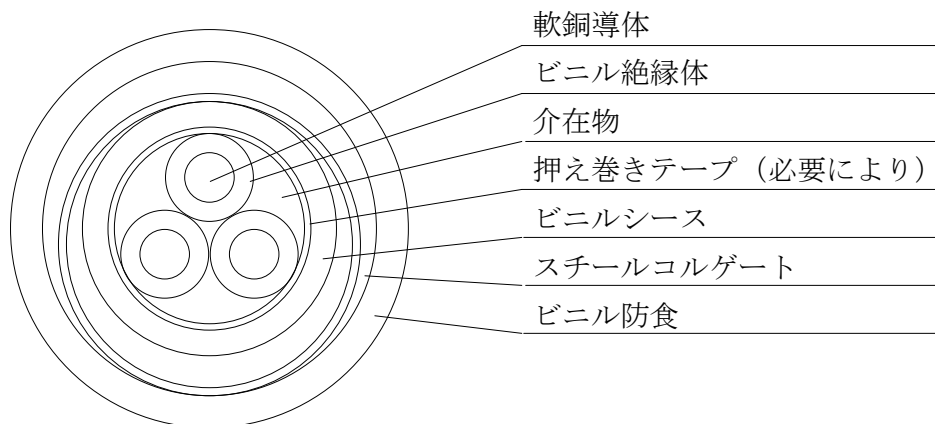 軟銅導体
ビニル絶縁体
介在物
押え巻きテープ（必要により）
ビニルシース
スチールコルゲート
ビニル防食